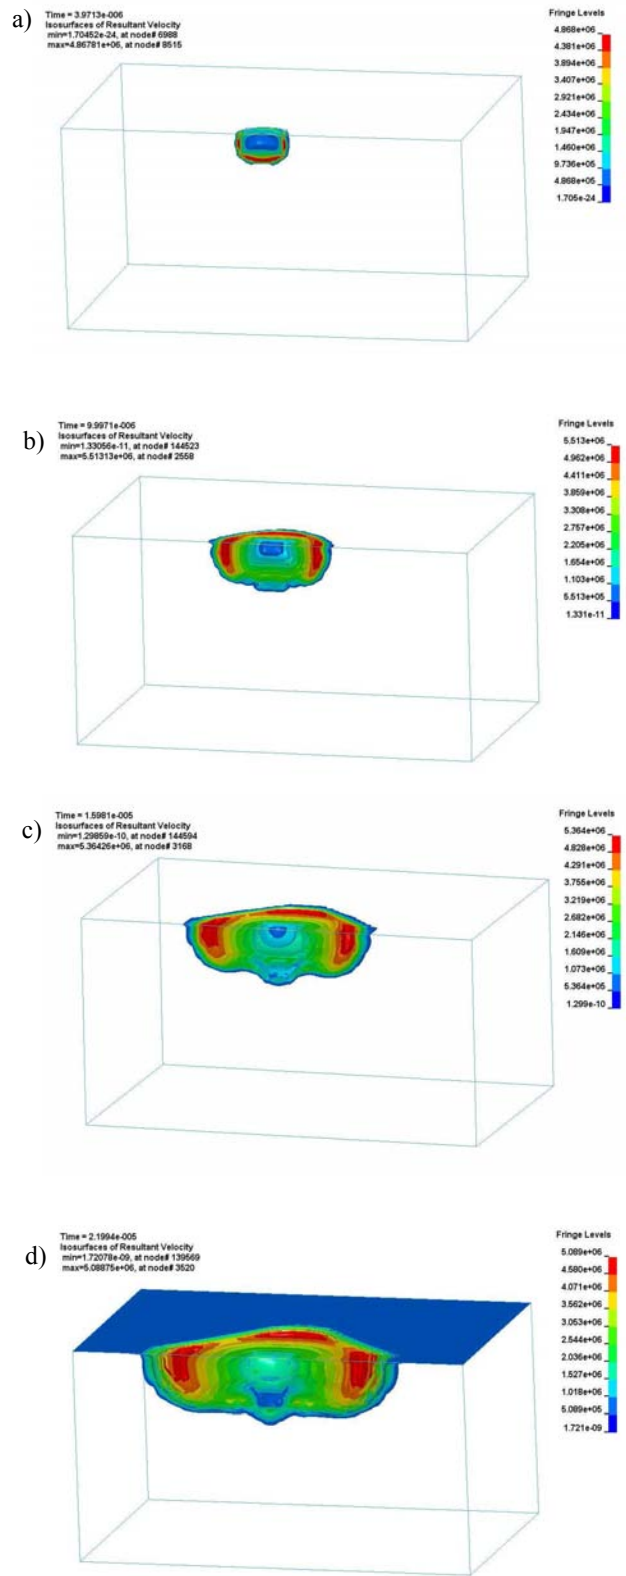 a)
Time = 3.9713e-006
Isosurfaces of Resultant Velocity
min=1.70452e-24, at node# 6988
max=4.86781e+06, at node# 8515
Fringe Levels
4.868e+06
4.381e+06
3.894e+06
3.407e+06
2.921e+06
2.434e+06
1.947e+06
1.460e+06
9.736e+05
4.868e+05
1.705e-24
b)
Time = 9.9971e-006
Isosurfaces of Resultant Velocity
min=1.33056e-11, at node# 144523
max=5.51313e+06, at node# 2558
Fringe Levels
5.513e+06
4.962e+06
4.411e+06
3.859e+06
3.308e+06
2.757e+06
2.205e+06
1.654e+06
1.103e+06
5.513e+05
1.331e-11
c)
Time = 1.5981e-005
Isosurfaces of Resultant Velocity
min=1.29859e-10, at node# 144594
max=5.36426e+06, at node# 3168
Fringe Levels
5.364e+06
4.828e+06
4.291e+06
3.755e+06
3.219e+06
2.682e+06
2.146e+06
1.609e+06
1.073e+06
5.364e+05
1.299e-10
d)
Time = 2.1994e-005
Isosurfaces of Resultant Velocity
min=1.72078e-09, at node# 139569
max=5.08875e+06, at node# 3520
Fringe Levels
5.089e+06
4.580e+06
4.071e+06
3.562e+06
3.053e+06
2.544e+06
2.036e+06
1.527e+06
1.018e+06
5.089e+05
1.721e-09